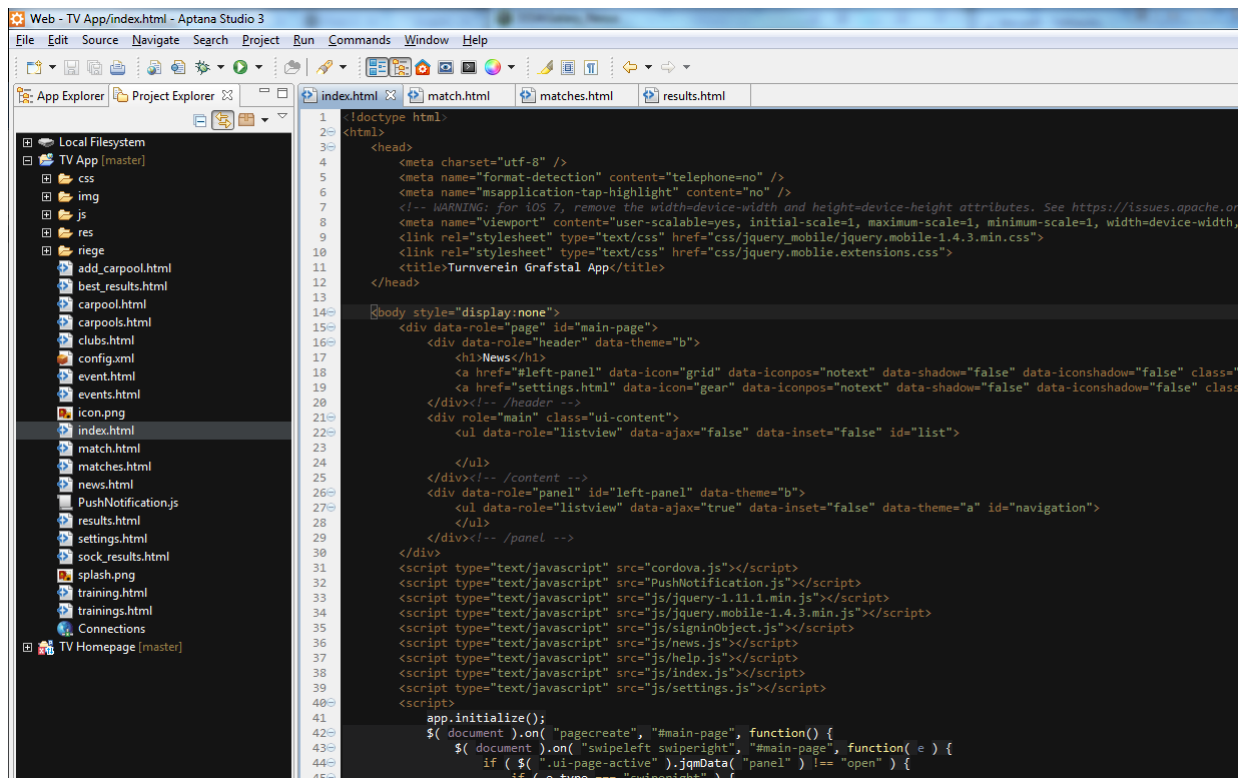 Web - TV App/index.html - Aptana Studio 3
File Edit Source Navigate Search Project Run Commands Window Help
App Explorer Project Explorer
index.html match.html matches.html results.html
Local Filesystem
TV App [master]
css
img
js
res
riege
add_carpool.html
best_results.html
carpool.html
carpools.html
clubs.html
config.xml
event.html
events.html
icon.png
index.html
match.html
matches.html
news.html
PushNotification.js
results.html
settings.html
sock_results.html
splash.png
training.html
trainings.html
Connections
TV Homepage [master]
1 <!doctype html>
2 <html>
3 <head>
4 <meta charset="utf-8" />
5 <meta name="format-detection" content="telephone=no" />
6 <meta name="msapplication-tap-highlight" content="no" />
7 <!-- WARNING: for iOS 7, remove the width=device-width and height=device-height attributes. See https://issues.apache.or
8 <meta name="viewport" content="user-scalable=yes, initial-scale=1, maximum-scale=1, minimum-scale=1, width=device-width,
9 <link rel="stylesheet" type="text/css" href="css/jquery_mobile/jquery.mobile-1.4.3.min.css">
10 <link rel="stylesheet" type="text/css" href="css/jquery.moblie.extensions.css">
11 <title>Turnverein Grafstal App</title>
12 </head>
13
14 <body style="display:none">
15 <div data-role="page" id="main-page">
16 <div data-role="header" data-theme="b">
17 <h1>News</h1>
18 <a href="#left-panel" data-icon="grid" data-iconpos="notext" data-shadow="false" data-iconshadow="false" class="
19 <a href="settings.html" data-icon="gear" data-iconpos="notext" data-shadow="false" data-iconshadow="false" clas
20 </div><!-- /header -->
21 <div role="main" class="ui-content">
22 <ul data-role="listview" data-ajax="false" data-inset="false" id="list">
23
24 </ul>
25 </div><!-- /content -->
26 <div data-role="panel" id="left-panel" data-theme="b">
27 <ul data-role="listview" data-ajax="true" data-inset="false" data-theme="a" id="navigation">
28 </ul>
29 </div><!-- /panel -->
30 </div>
31 <script type="text/javascript" src="cordova.js"></script>
32 <script type="text/javascript" src="PushNotification.js"></script>
33 <script type="text/javascript" src="js/jquery-1.11.1.min.js"></script>
34 <script type="text/javascript" src="js/jquery.mobile-1.4.3.min.js"></script>
35 <script type="text/javascript" src="js/signinObject.js"></script>
36 <script type="text/javascript" src="js/news.js"></script>
37 <script type="text/javascript" src="js/help.js"></script>
38 <script type="text/javascript" src="js/index.js"></script>
39 <script type="text/javascript" src="js/settings.js"></script>
40 <script>
41 app.initialize();
42 $( document ).on( "pagecreate", "#main-page", function() {
43 $( document ).on( "swipeleft swiperight", "#main-page", function( e ) {
44 if ( $( ".ui-page-active" ).jqmData( "panel" ) !== "open" ) {
45 if ( e.type === "swiperight" ) {